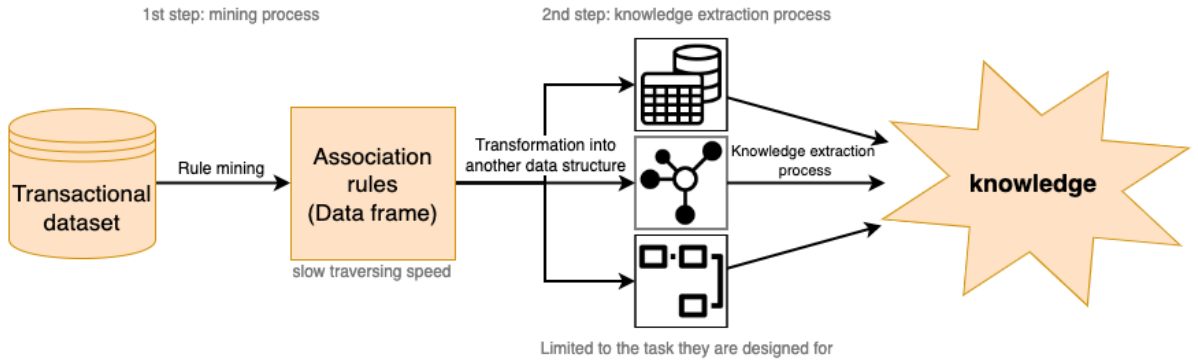 1st step: mining process
2nd step: knowledge extraction process
Transactional
dataset
Rule mining
Association
rules
(Data frame)
slow traversing speed
Transformation into
another data structure
Knowledge extraction
process
knowledge
Limited to the task they are designed for